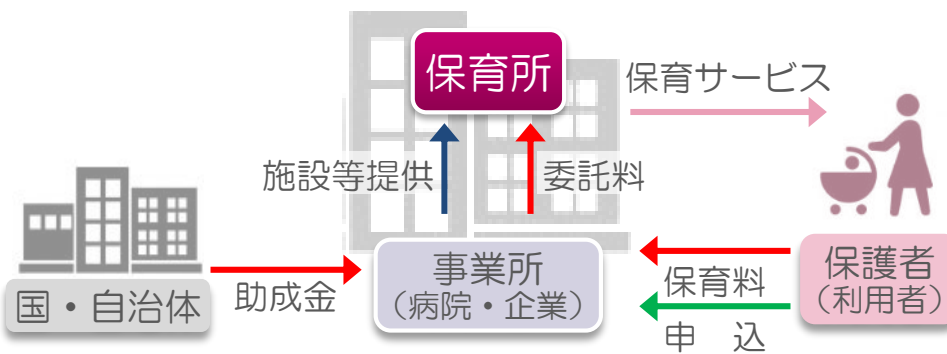 保育所
保育サービス
施設等提供
委託料
国・自治体
助成金
事業所
（病院・企業）
保育料
申　込
保護者
（利用者）